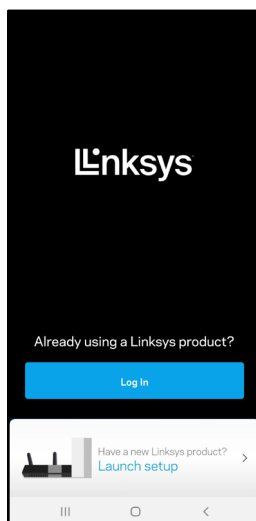 Linksys
Already using a Linksys product?
Log In
Have a new Linksys product?
Launch setup